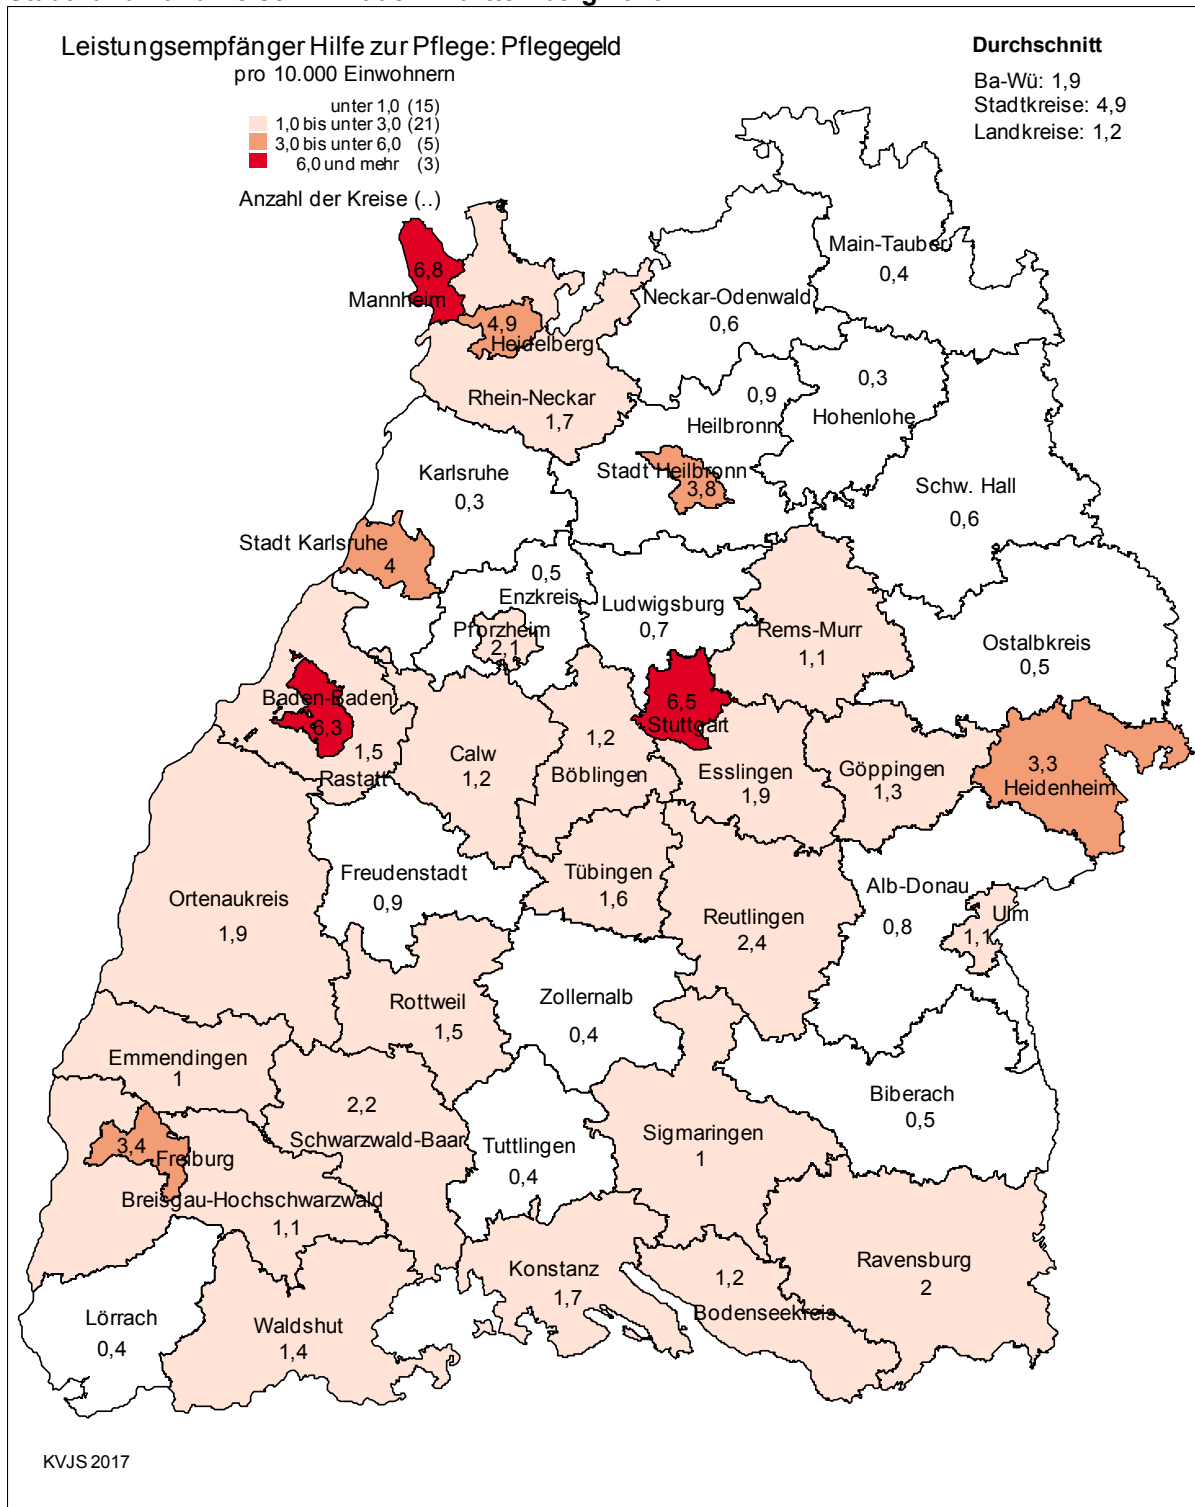 Leistungsempfänger Hilfe zur Pflege: Pflegegeld
pro 10.000 Einwohnern
unter 1,0 (15)
1,0 bis unter 3,0 (21)
3,0 bis unter 6,0 (5)
6,0 und mehr (3)
Anzahl der Kreise (..)
Durchschnitt
Ba-Wü: 1,9
Stadtkreise: 4,9
Landkreise: 1,2
Main-Tauber
0,4
6,8
Mannheim
Neckar-Odenwald
0,6
4,9
Heidelberg
Rhein-Neckar
1,7
0,9
Heilbronn
0,3
Hohenlohe
Karlsruhe
0,3
Stadt Heilbronn
3,8
Schw. Hall
0,6
Stadt Karlsruhe
4
0,5
Enzkreis
Pforzheim
2,1
Ludwigsburg
0,7
Rems-Murr
1,1
Ostalbkreis
0,5
Baden-Baden
6,3
1,5
Rastatt
Calw
1,2
1,2
Böblingen
6,5
Stuttgart
Esslingen
1,9
Göppingen
1,3
3,3
Heidenheim
Ortenaukreis
1,9
Freudenstadt
0,9
Tübingen
1,6
Reutlingen
2,4
Alb-Donau
0,8
Ulm
1,1
Rottweil
1,5
Zollernalb
0,4
Emmendingen
1
2,2
Schwarzwald-Baar
Tuttlingen
0,4
Sigmaringen
1
Biberach
0,5
3,4
Freiburg
Breisgau-Hochschwarzwald
1,1
Konstanz
1,7
1,2
Bodenseekreis
Ravensburg
2
Lörrach
0,4
Waldshut
1,4
KVJS 2017